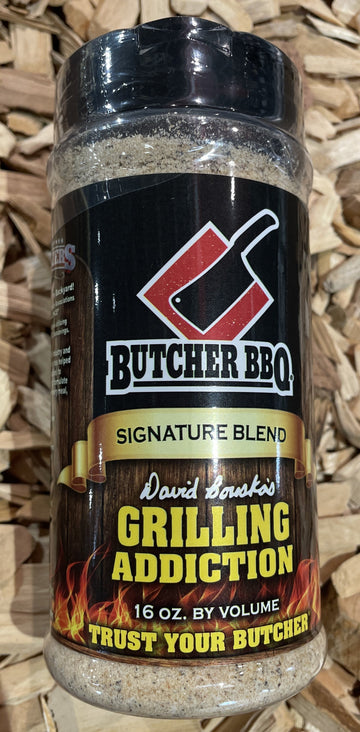 BUTCHER BBQ®
SIGNATURE BLEND
David Bouska's
GRILLING
ADDICTION
16 OZ. BY VOLUME
TRUST YOUR BUTCHER